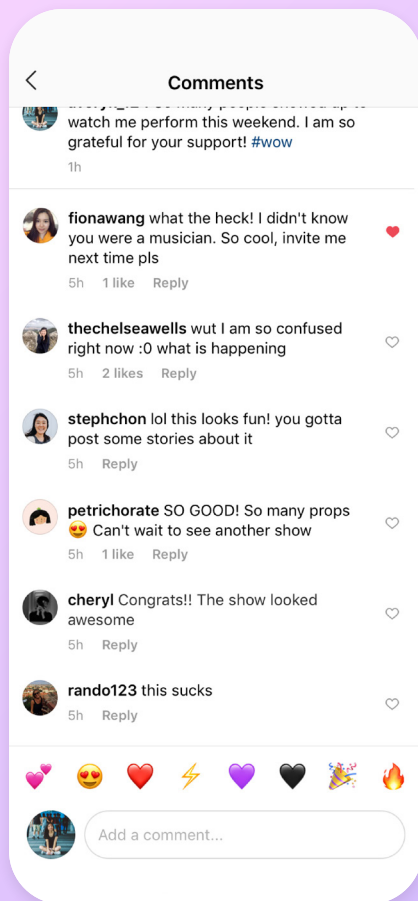 Comments
watch me perform this weekend. I am so
grateful for your support! #wow
1h
fionawang what the heck! I didn't know
you were a musician. So cool, invite me
next time pls
5h 1 like Reply
thechelseawells wut I am so confused
right now :0 what is happening
5h 2 likes Reply
stephchon lol this looks fun! you gotta
post some stories about it
5h Reply
petrichorate SO GOOD! So many props
😍 Can't wait to see another show
5h 1 like Reply
cheryl Congrats!! The show looked
awesome
5h Reply
rando123 this sucks
5h Reply
Add a comment...